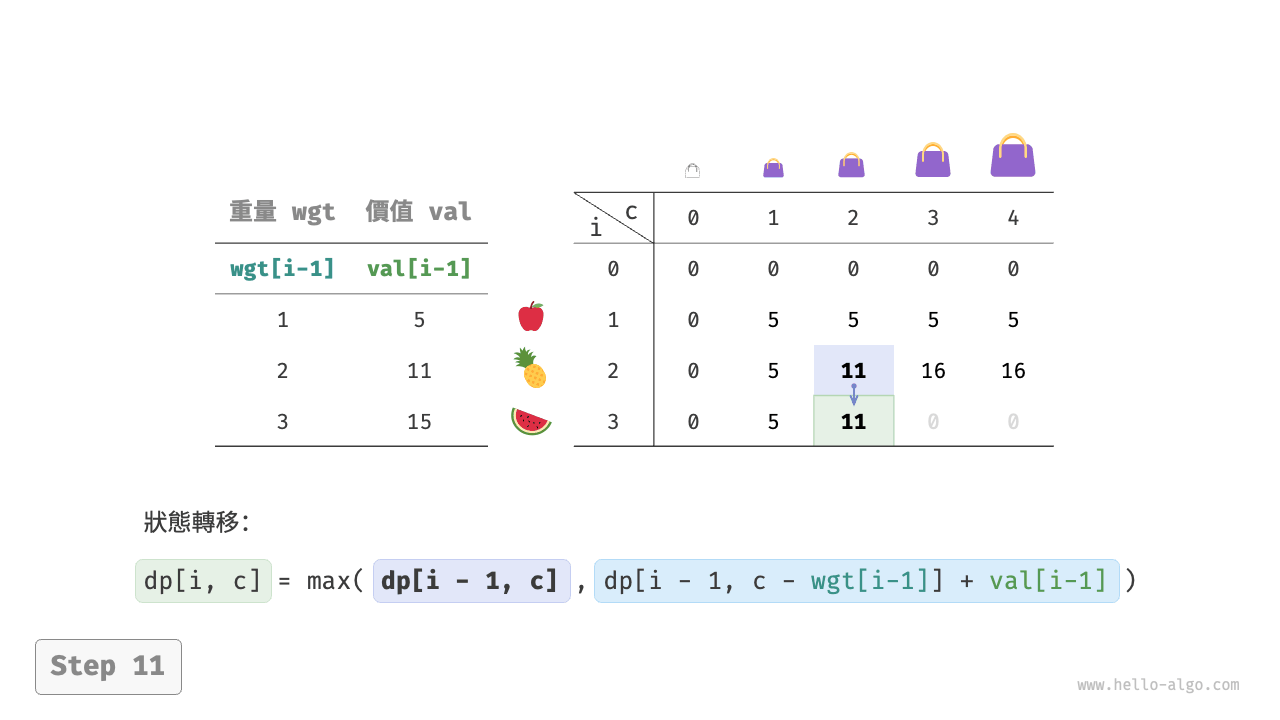 重量 wgt 價值 val
c
i
0 1 2 3 4
wgt[i-1] val[i-1]
0 0 0 0 0 0
1 5
1 0 5 5 5 5
2 11
2 0 5 11 16 16
3 15
3 0 5 11 0 0
狀態轉移：
dp[i, c] = max( dp[i - 1, c] , dp[i - 1, c - wgt[i-1]] + val[i-1] )
Step 11
www.hello-algo.com